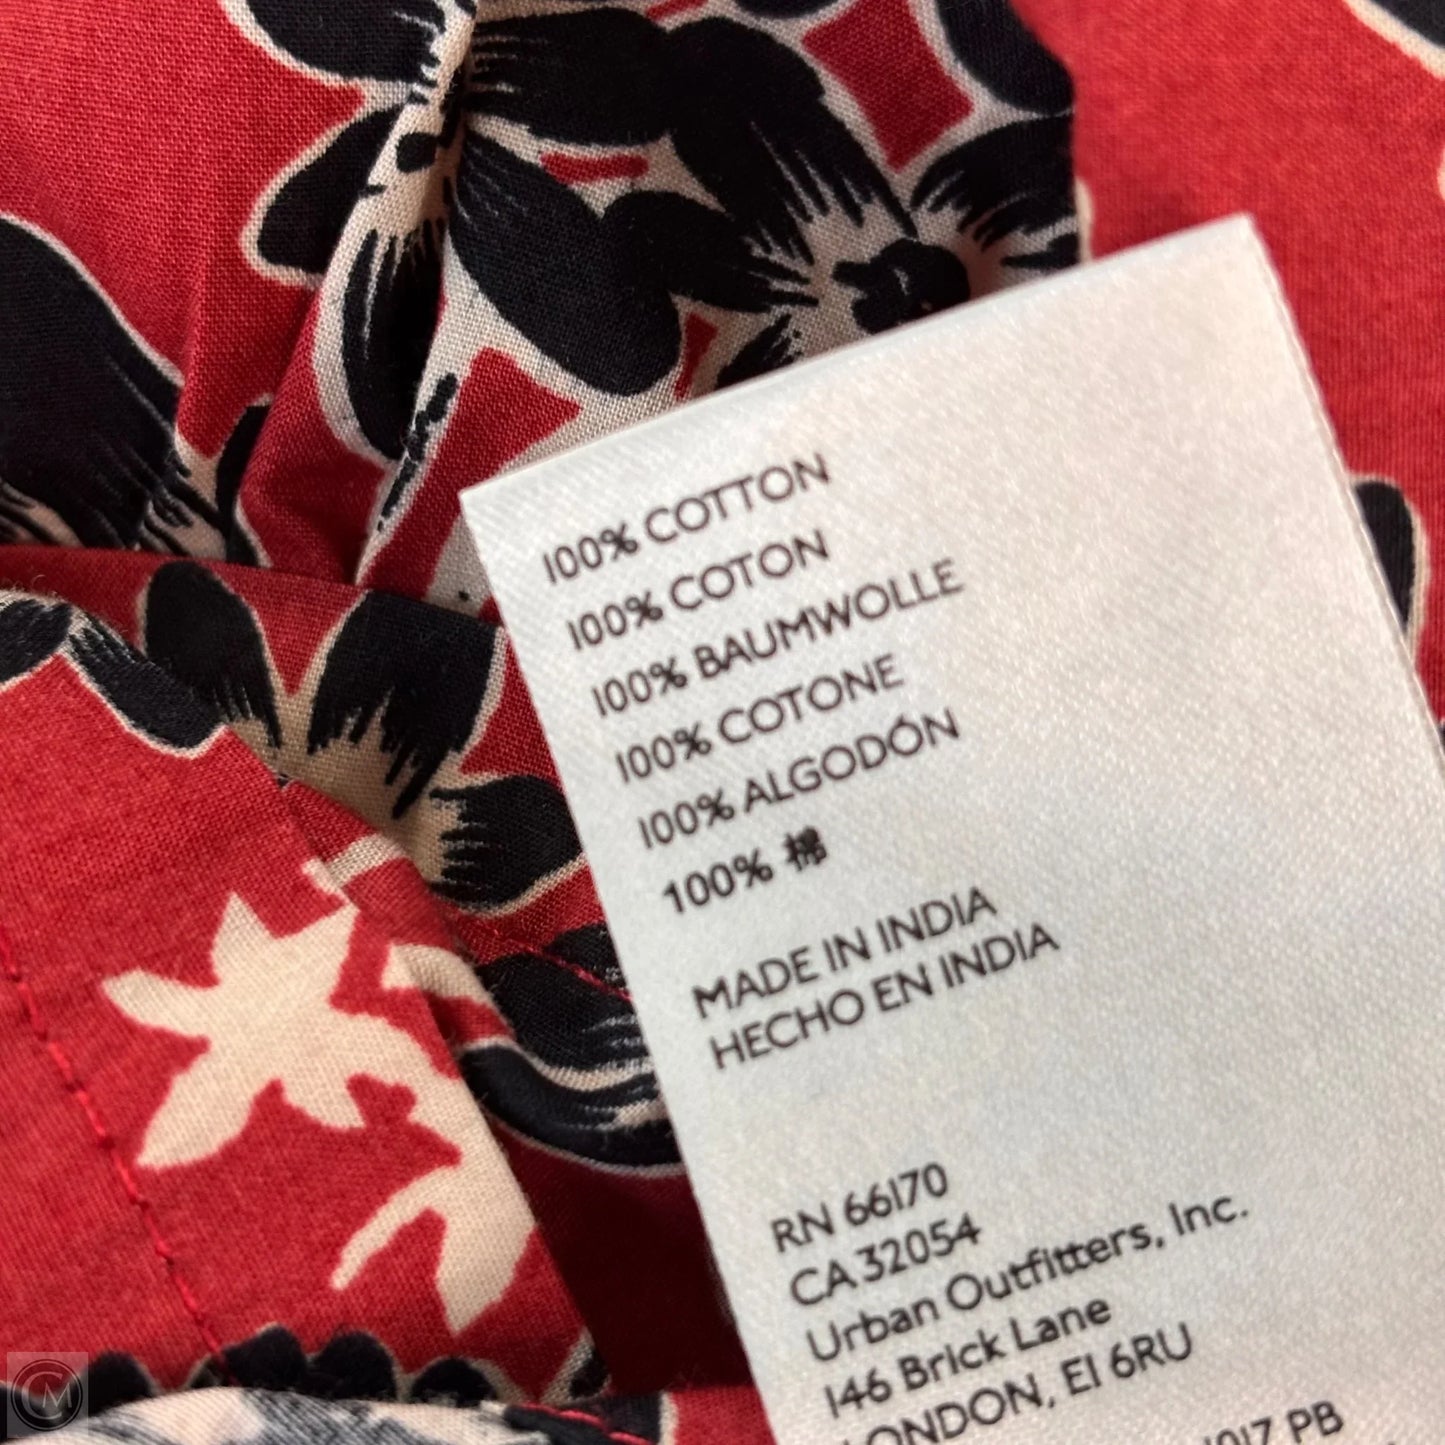 100% COTTON
100% COTON
100% BAUMWOLLE
100% COTONE
100% ALGODÓN
100% 棉
MADE IN INDIA
HECHO EN INDIA
RN 66170
CA 32054
Urban Outfitters, Inc.
146 Brick Lane
LONDON, E1 6RU
PB